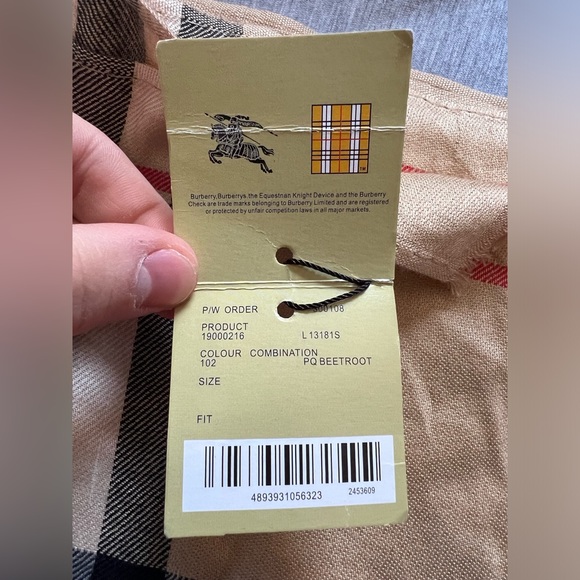 TM
Burberry,Burberrys, the Equestrian Knight Device and the Burberry
Check are trade marks belonging to Burberry Limited and are registered
or protected by unfair competition laws in all major markets.
P/W ORDER
PRODUCT
19000216 L13181S
COLOUR COMBINATION
102 PQ BEETROOT
SIZE
FIT
4893931056323 2453609